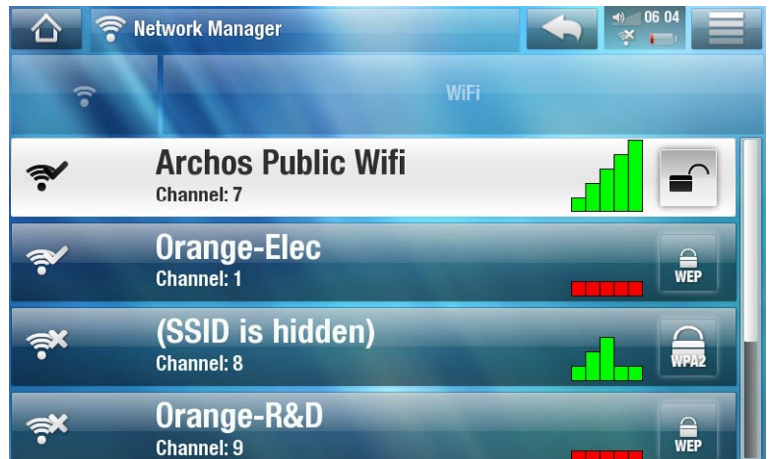 Network Manager
06 04
WiFi
Archos Public Wifi
Channel: 7
Orange-Elec
Channel: 1
WEP
(SSID is hidden)
Channel: 8
WPA2
Orange-R&D
Channel: 9
WEP